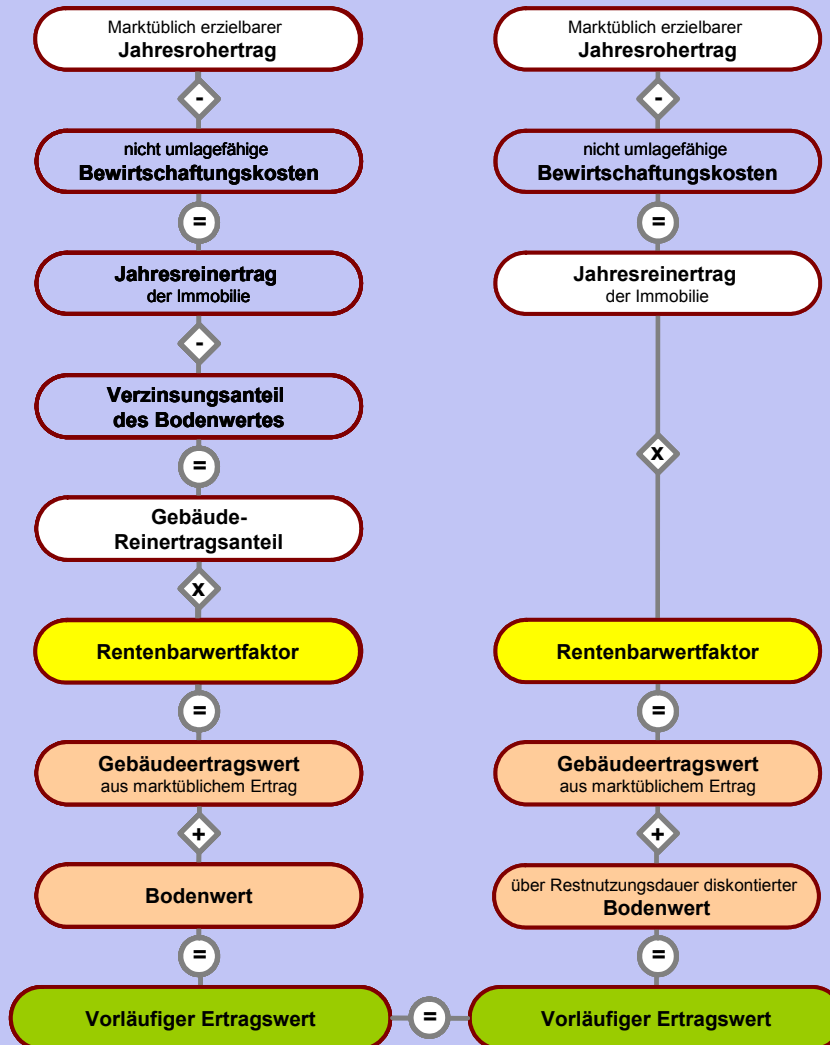 Marktüblich erzielbarer
Jahresrohertrag
-
nicht umlagefähige
Bewirtschaftungskosten
=
Jahresreinertrag
der Immobilie
-
Verzinsungsanteil
des Bodenwertes
=
Gebäude-
Reinertragsanteil
x
Rentenbarwertfaktor
=
Gebäudeertragswert
aus marktüblichem Ertrag
+
Bodenwert
=
Vorläufiger Ertragswert
=
Marktüblich erzielbarer
Jahresrohertrag
-
nicht umlagefähige
Bewirtschaftungskosten
=
Jahresreinertrag
der Immobilie
x
Rentenbarwertfaktor
=
Gebäudeertragswert
aus marktüblichem Ertrag
+
über Restnutzungsdauer diskontierter
Bodenwert
=
Vorläufiger Ertragswert